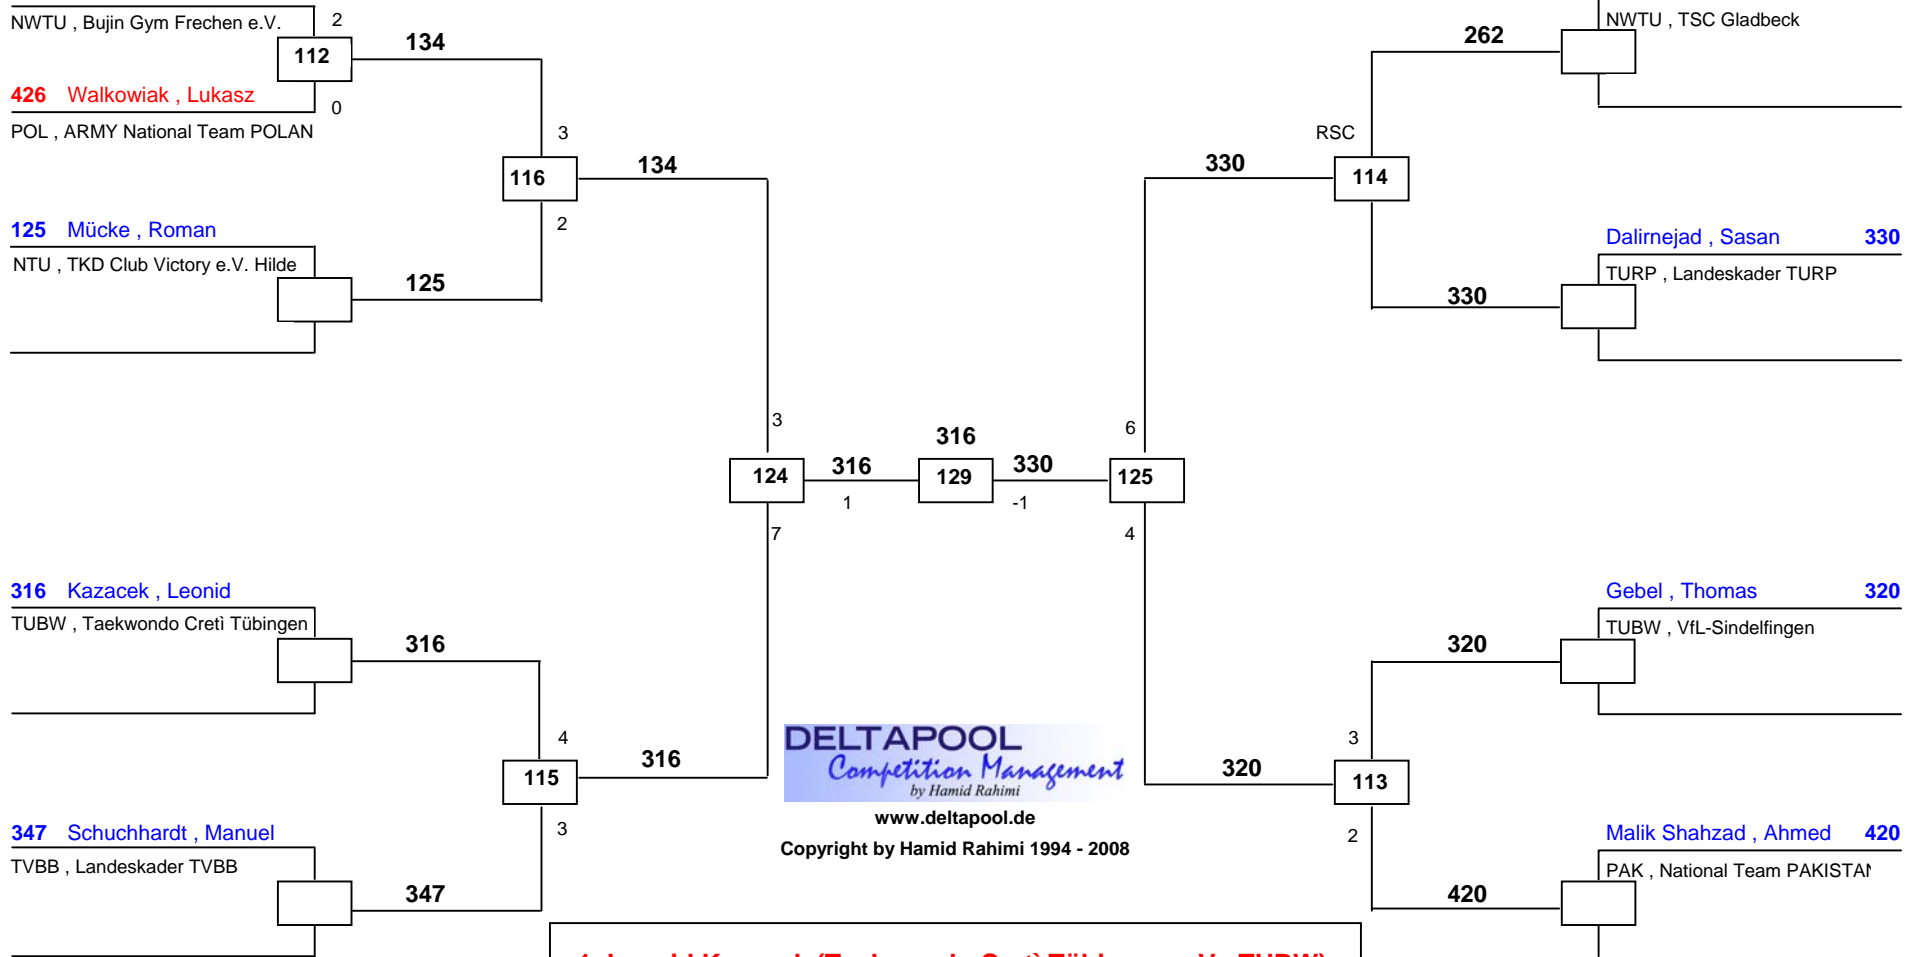 NWTU , Bujin Gym Frechen e.V.
2
112
134
426 Walkowiak , Lukasz
0
POL , ARMY National Team POLAN
3
116
134
2
125 Mücke , Roman
NTU , TKD Club Victory e.V. Hilde
125
3
124
7
316
1
316
129
330
-1
6
125
4
316 Kazacek , Leonid
TUBW , Taekwondo Cretì Tübingen
316
4
115
316
3
347 Schuchhardt , Manuel
TVBB , Landeskader TVBB
347
NWTU , TSC Gladbeck
262
RSC
114
330
Dalirnejad , Sasan 330
TURP , Landeskader TURP
330
Gebel , Thomas 320
TUBW , VfL-Sindelfingen
320
3
113
320
2
Malik Shahzad , Ahmed 420
PAK , National Team PAKISTAN
420
DELTAPOOL
Competition Management
by Hamid Rahimi
www.deltapool.de
Copyright by Hamid Rahimi 1994 - 2008